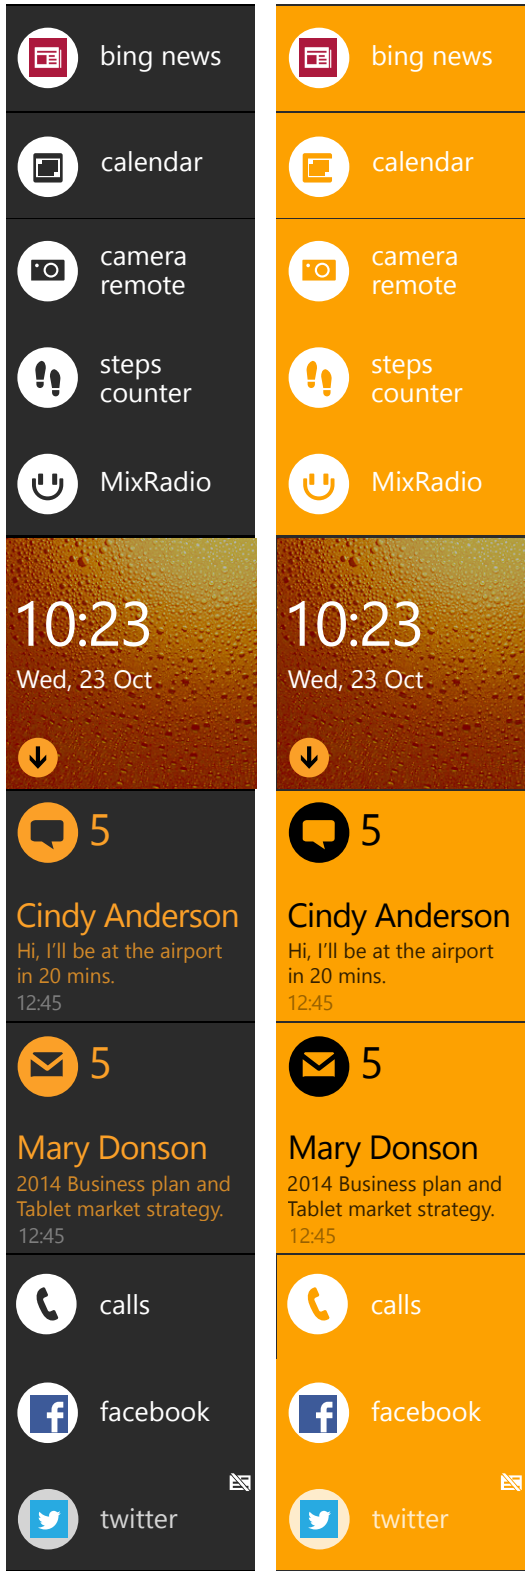 bing news
calendar
camera
remote
steps
counter
MixRadio
10:23
Wed, 23 Oct
5
Cindy Anderson
Hi, I'll be at the airport
in 20 mins.
12:45
5
Mary Donson
2014 Business plan and
Tablet market strategy.
12:45
calls
f facebook
twitter
bing news
calendar
camera
remote
steps
counter
MixRadio
10:23
Wed, 23 Oct
5
Cindy Anderson
Hi, I'll be at the airport
in 20 mins.
12:45
5
Mary Donson
2014 Business plan and
Tablet market strategy.
12:45
calls
f facebook
twitter